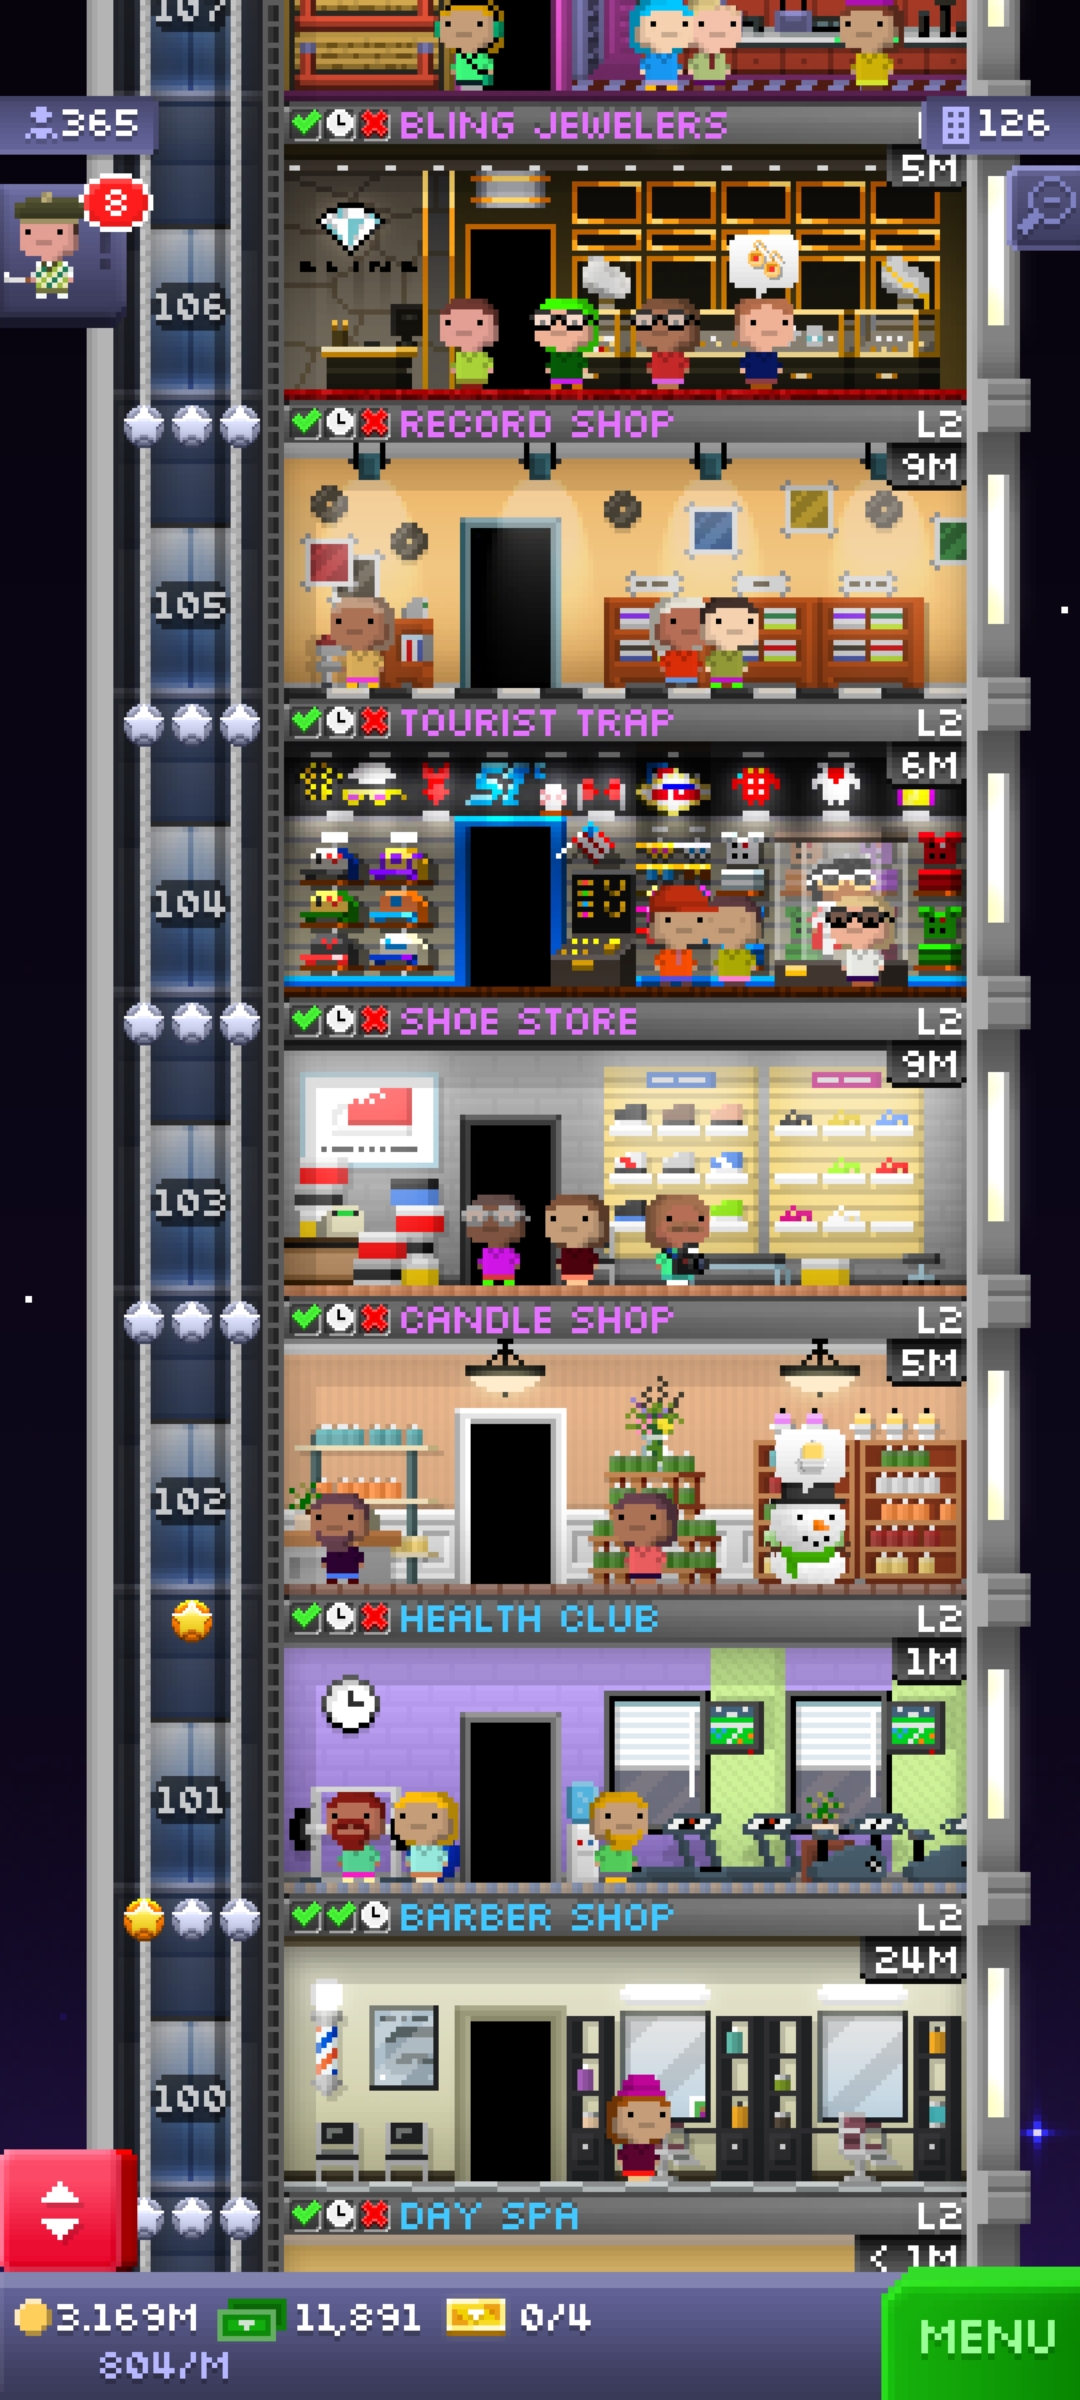 107
365
BLING JEWELERS
126
8
5M
BLING
106
RECORD SHOP L2
9M
105
TOURIST TRAP L2
6M
104
SHOE STORE L2
9M
103
CANDLE SHOP L2
5M
102
HEALTH CLUB L2
1M
101
BARBER SHOP L2
24M
100
DAY SPA L2
< 1M
3.169M 11,891 0/4
804/M
MENU